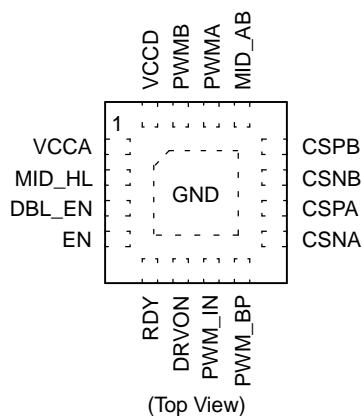 VCCD
PWMB
PWMA
MID_AB
1
VCCA
MID_HL
DBL_EN
EN
GND
CSPB
CSNB
CSPA
CSNA
RDY
DRVON
PWM_IN
PWM_BP
(Top View)